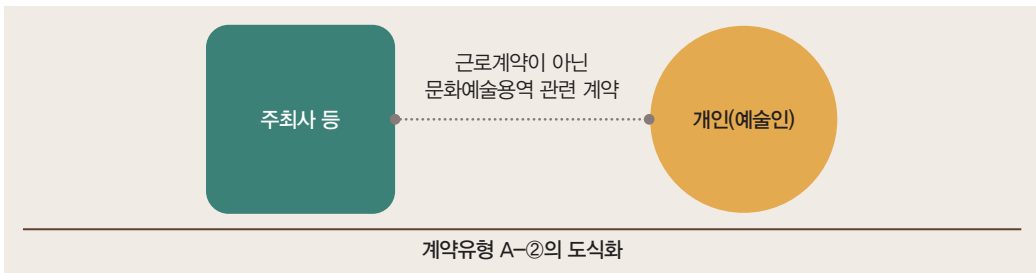 근로계약이 아닌
문화예술용역 관련 계약
주최사 등
개인(예술인)
계약유형 A-②의 도식화